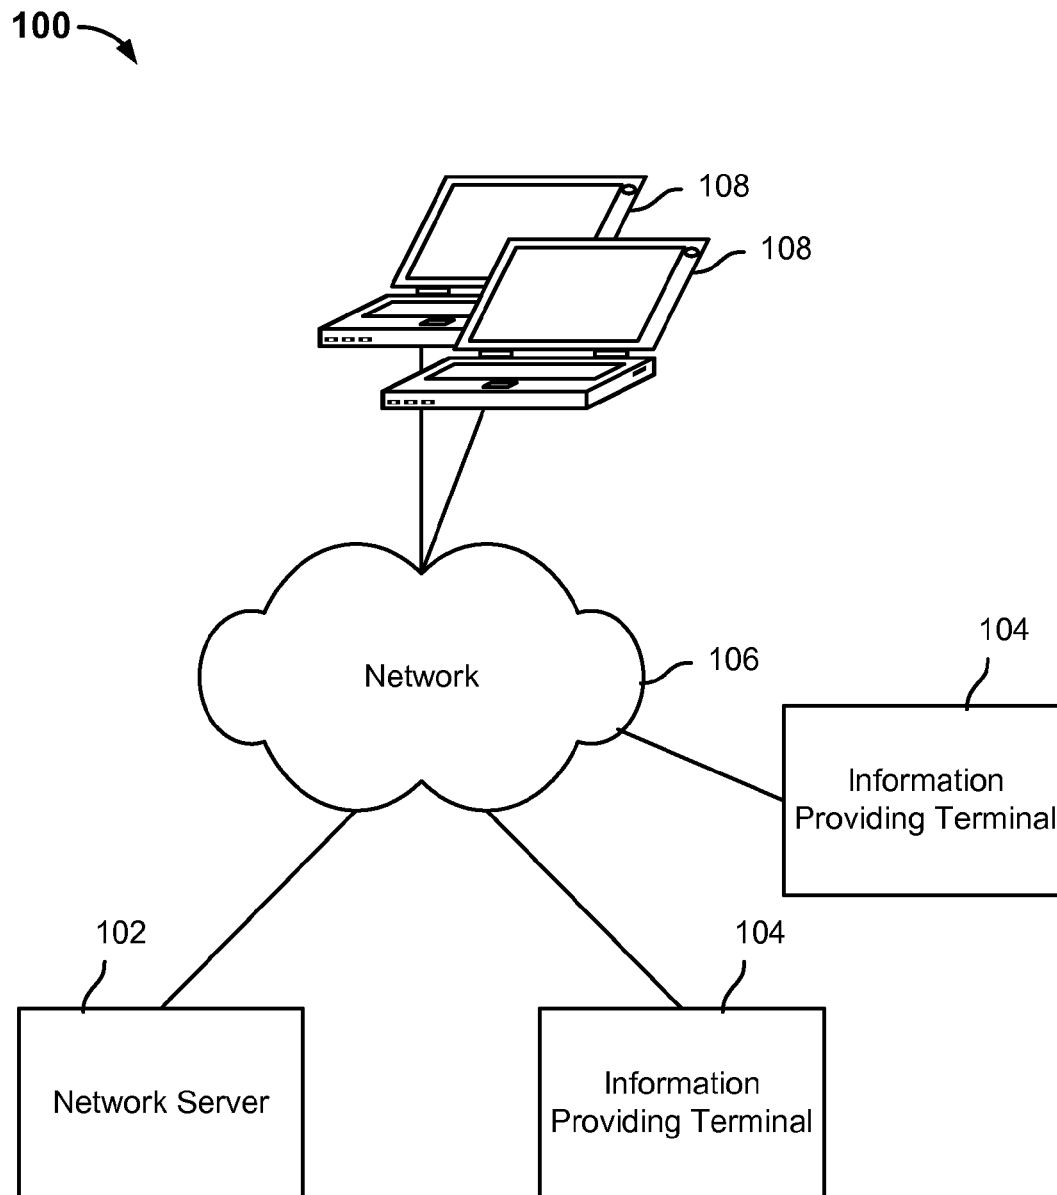 100
108
108
Network
106
104
Information
Providing Terminal
102
104
Network Server
Information
Providing Terminal